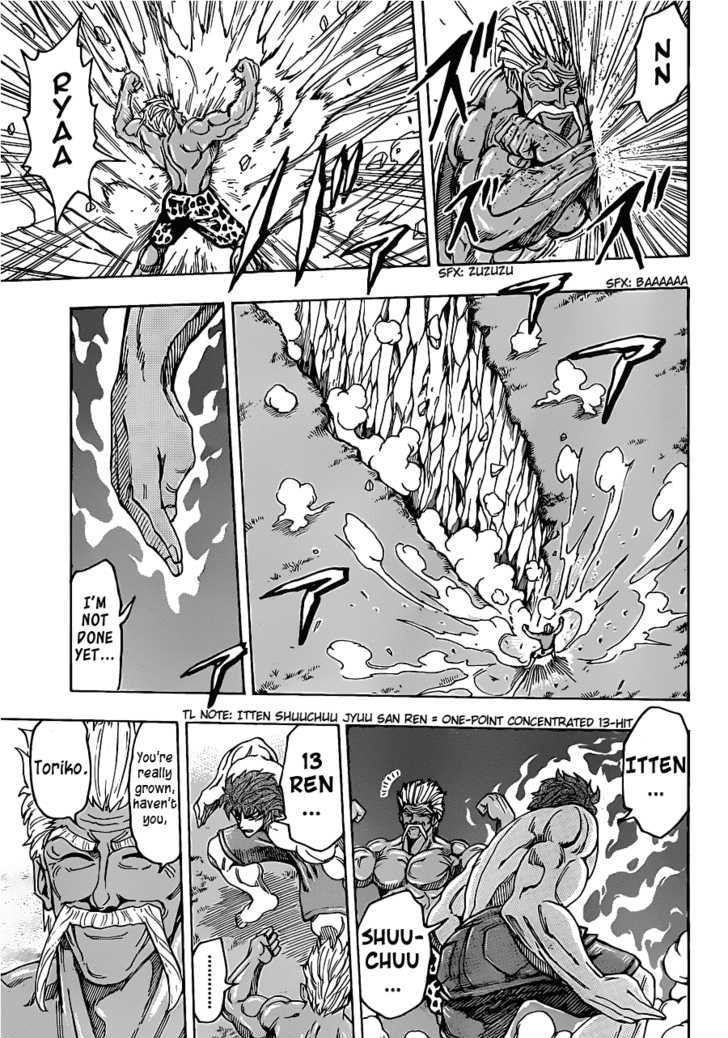 NN
SFX: ZUZUZU
RYAA
SFX: BAAAAAA
I'M
NOT
DONE
YET...
TL NOTE: ITTEN SHUUCHUU JYUU SAN REN = ONE-POINT CONCENTRATED 13-HIT
ITTEN
...
SHUU-
CHUU
...
13
REN
...
.........
You're
really
grown,
haven't
you,
Toriko.